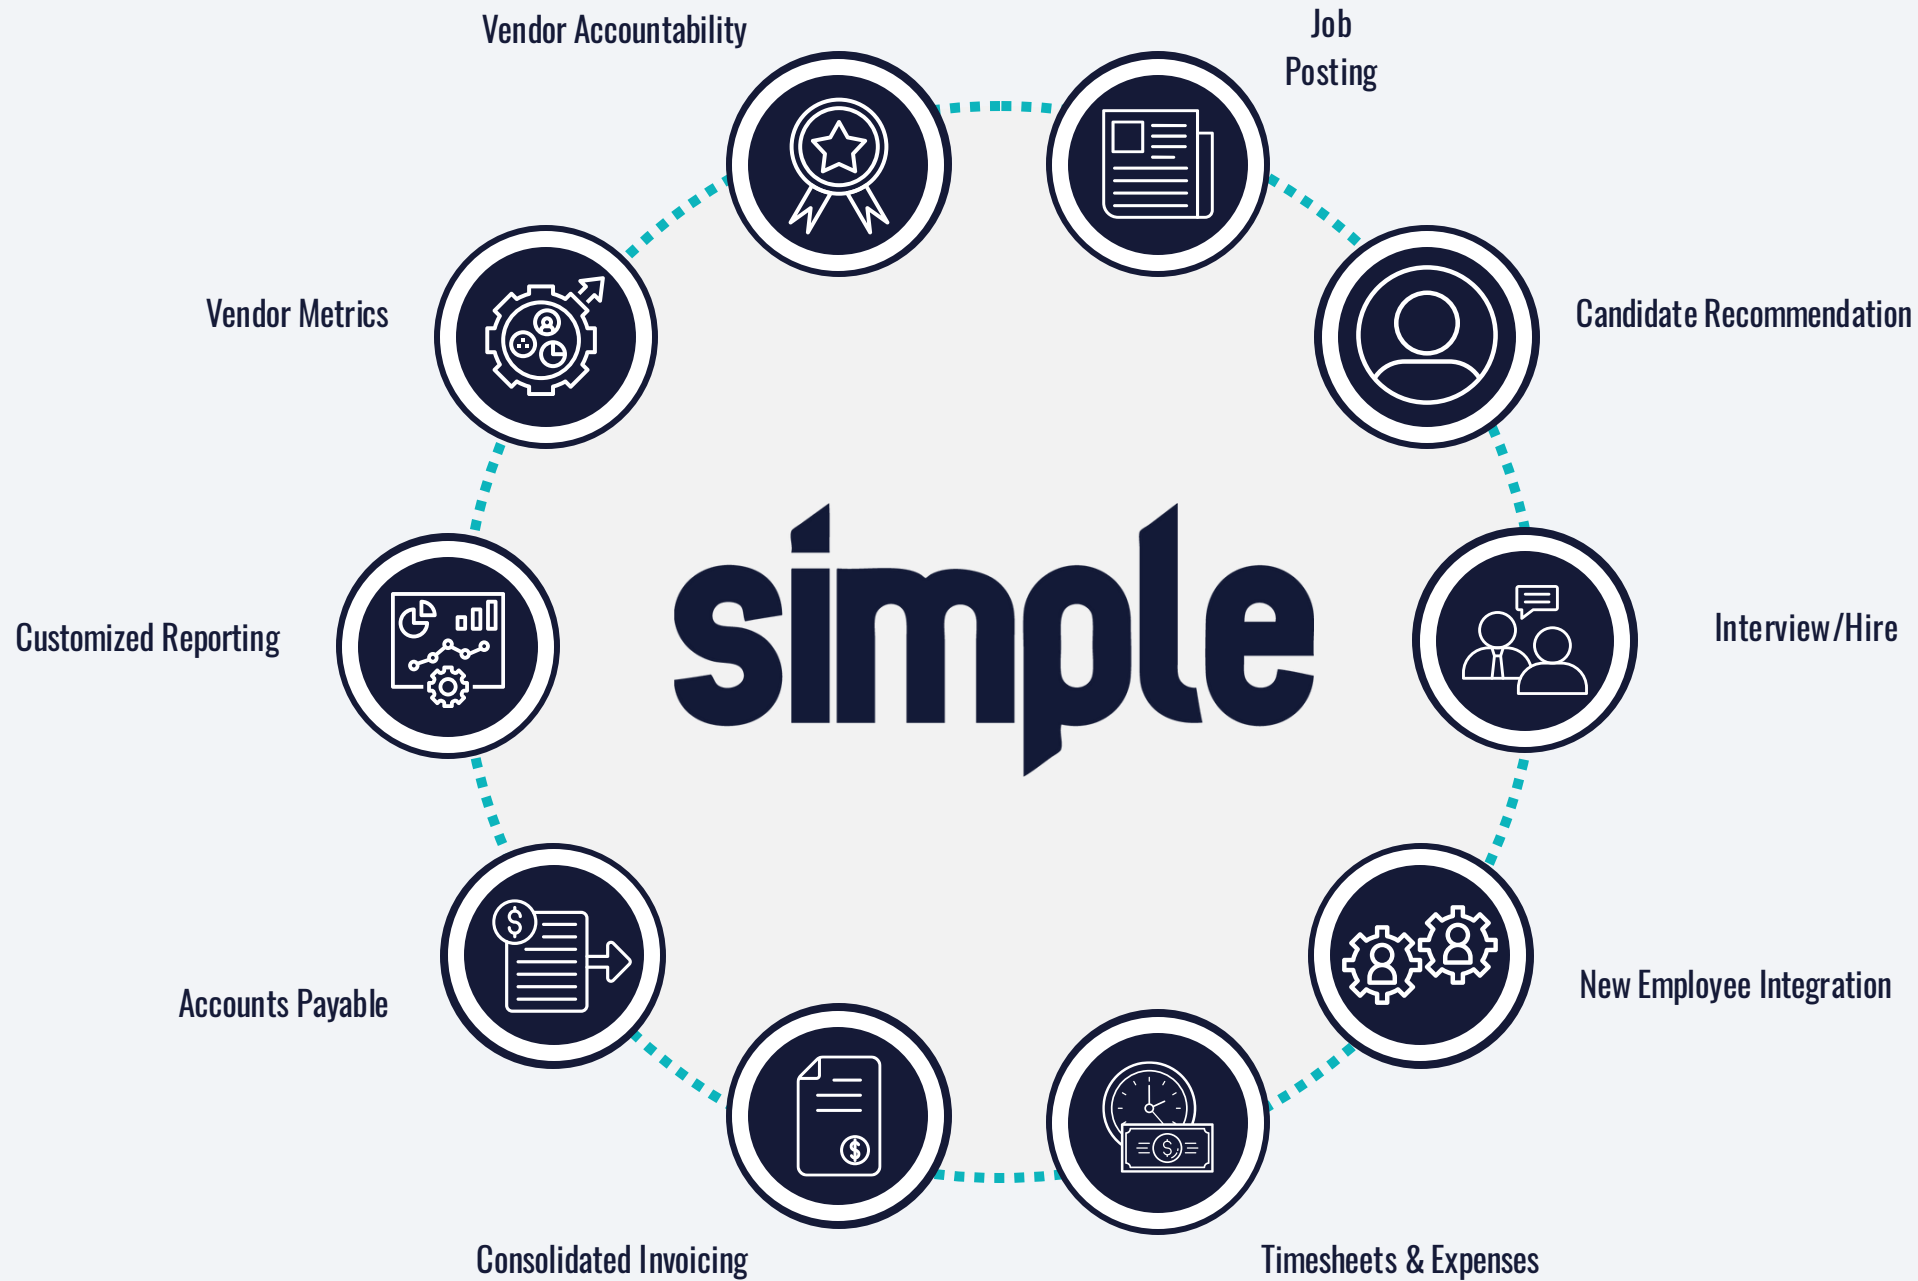 Vendor Accountability
Job
Posting
Vendor Metrics
Candidate Recommendation
simple
Customized Reporting
Interview/Hire
Accounts Payable
New Employee Integration
Consolidated Invoicing
Timesheets & Expenses
$
$
$